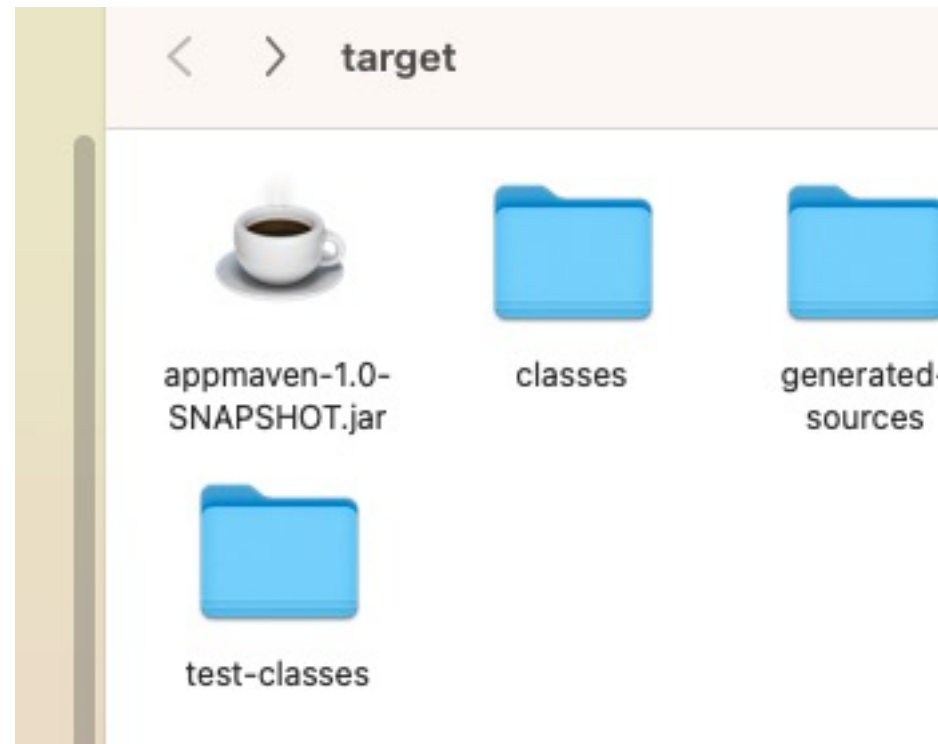 target
appmaven-1.0-
SNAPSHOT.jar
classes
generated-
sources
test-classes